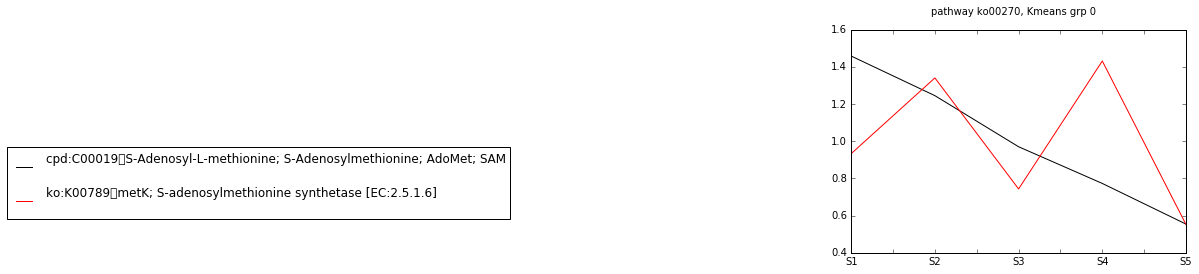 pathway ko00270, Kmeans grp 0
1.6
1.4
1.2
1.0
0.8
0.6
0.4
S1 S2 S3 S4 S5
cpd:C00019▯S-Adenosyl-L-methionine; S-Adenosylmethionine; AdoMet; SAM
ko:K00789▯metK; S-adenosylmethionine synthetase [EC:2.5.1.6]